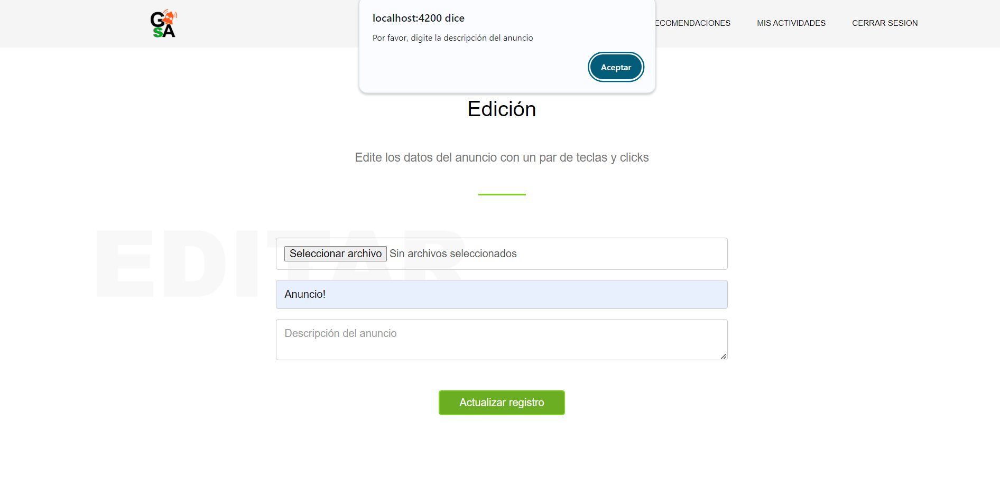 GSA
localhost:4200 dice
Por favor, digite la descripción del anuncio
Aceptar
ECOMENDACIONES
MIS ACTIVIDADES
CERRAR SESION
Edición
Edite los datos del anuncio con un par de teclas y clicks
EDITAR
Seleccionar archivo Sin archivos seleccionados
Anuncio!
Descripción del anuncio
Actualizar registro